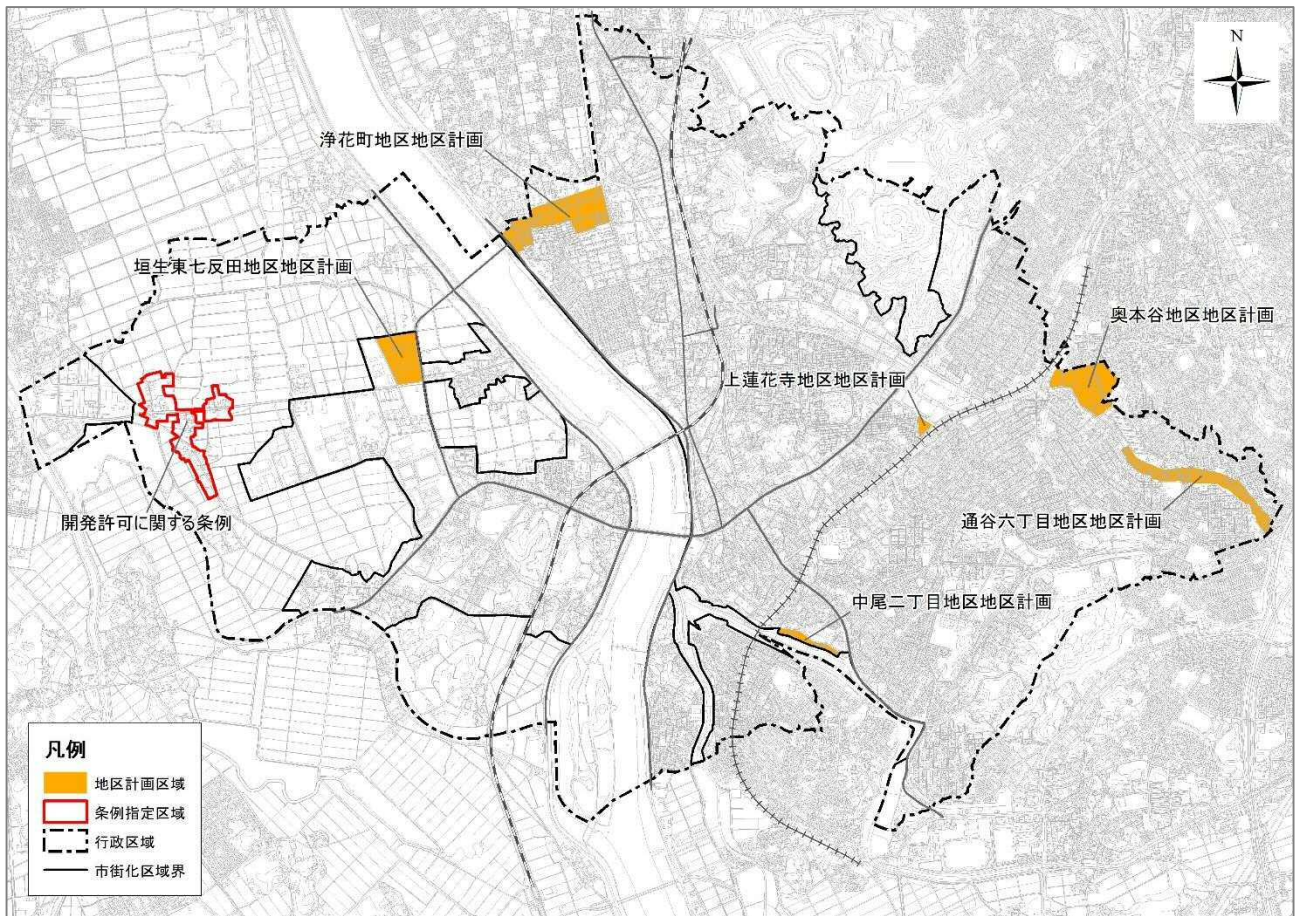 N
浄花町地区地区計画
垣生東七反田地区地区計画
奥本谷地区地区計画
上蓮花寺地区地区計画
開発許可に関する条例
通谷六丁目地区地区計画
中尾二丁目地区地区計画
凡例
地区計画区域
条例指定区域
行政区域
市街化区域界